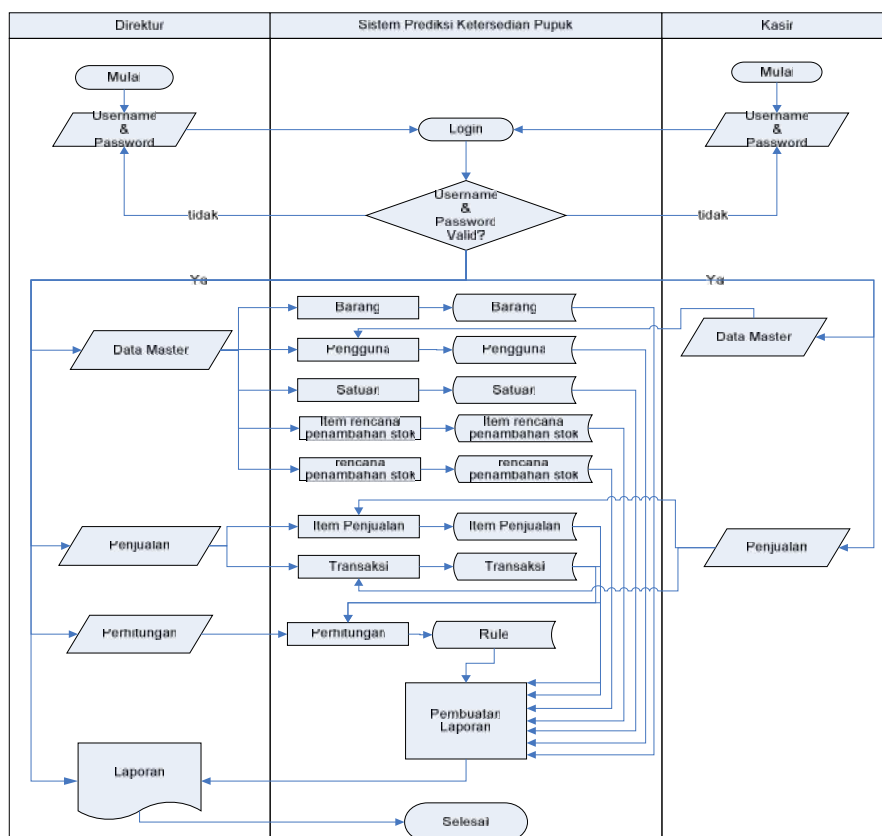 Direktur
Sistem Prediksi Ketersedian Pupuk
Kasir
Mulai
Mulai
Username
&
Password
Login
Username
&
Password
Username
&
Password
Valid?
tidak
tidak
Ya
Ya
Barang
Barang
Data Master
Pengguna
Pengguna
Data Master
Satuan
Satuan
Item rencana
penambahan stok
Item rencana
penambahan stok
rencana
penambahan stok
rencana
penambahan stok
Penjualan
Item Penjualan
Item Penjualan
Penjualan
Transaksi
Transaksi
Perhitungan
Perhitungan
Rule
Pembuatan
Laporan
Laporan
Selesai